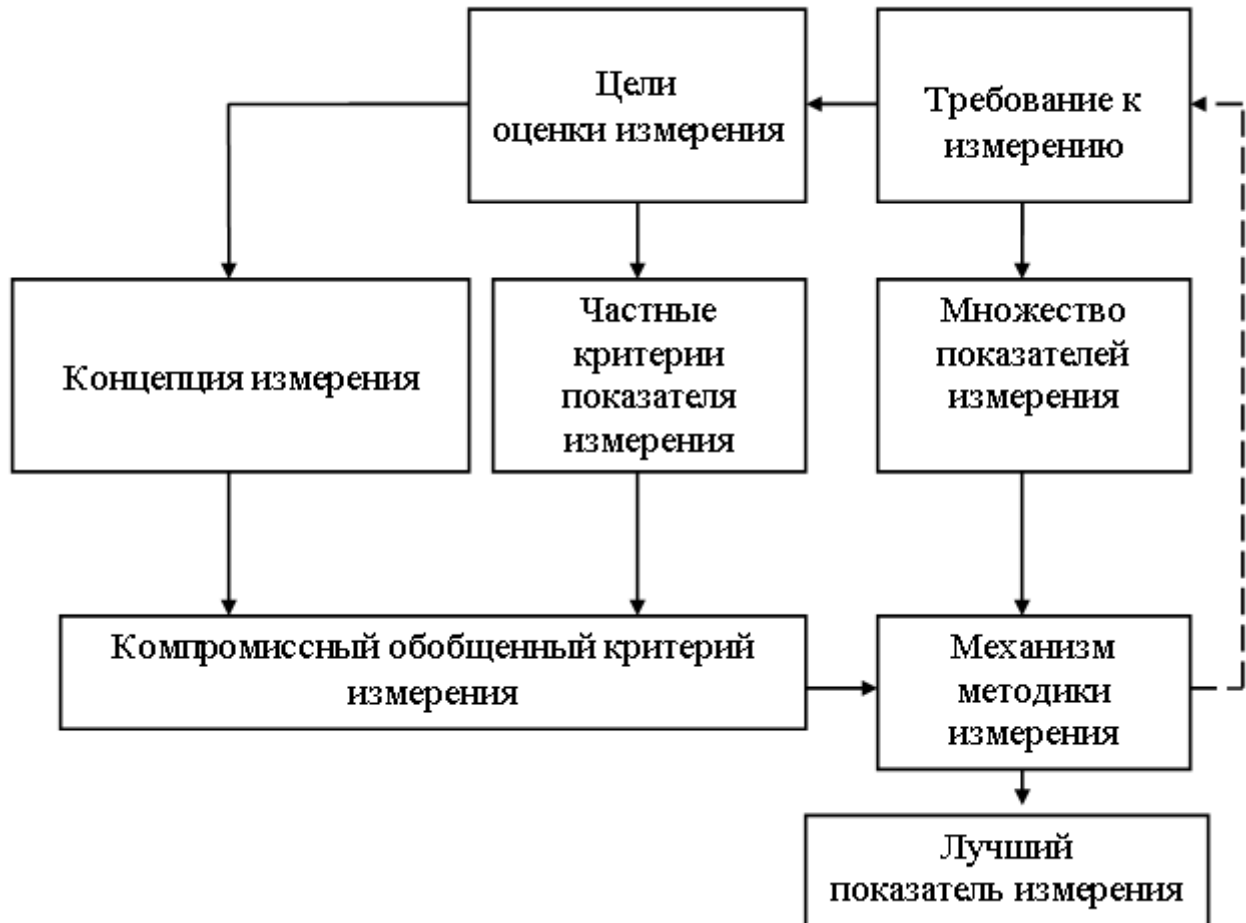 Цели
оценки измерения
Требование к
измерению
Концепция измерения
Частные
критерии
показателя
измерения
Множество
показателей
измерения
Компромиссный обобщенный критерий
измерения
Механизм
методики
измерения
Лучший
показатель измерения